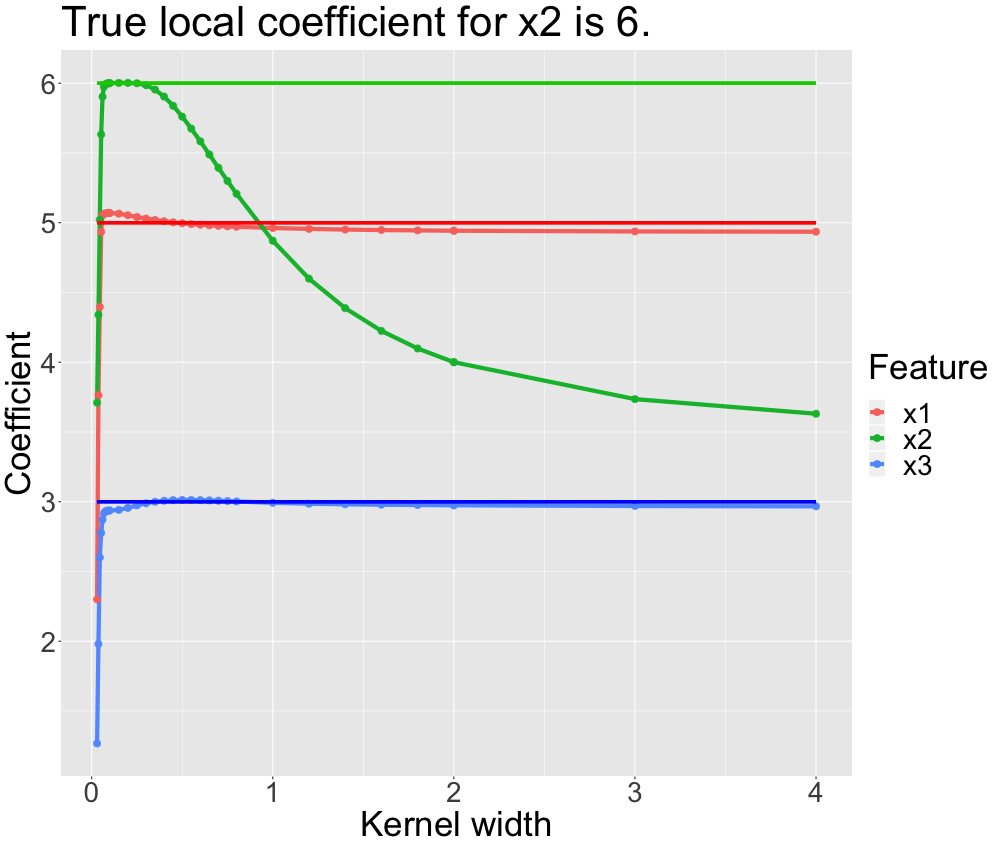 True local coefficient for x2 is 6.
6
5
4
3
2
Coefficient
0 1 2 3 4
Kernel width
Feature
x1
x2
x3